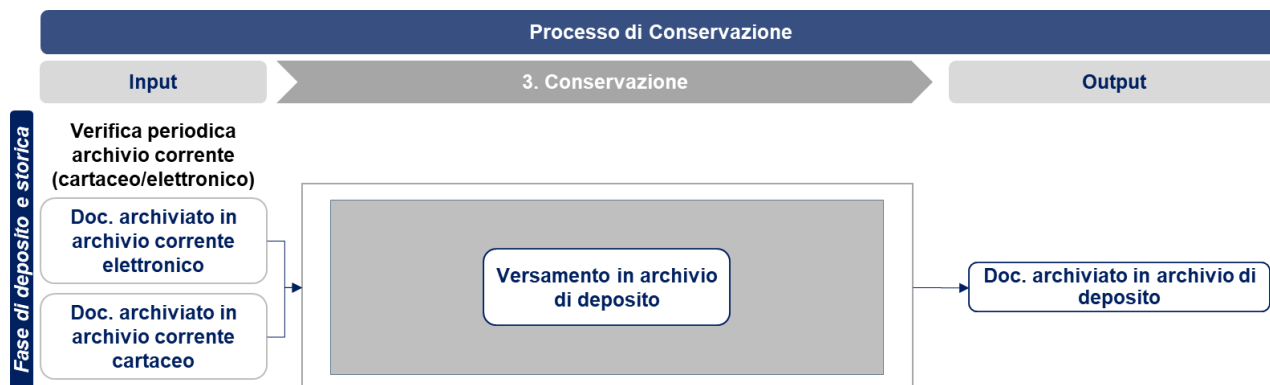 Processo di Conservazione
Input
3. Conservazione
Output
Fase di deposito e storica
Verifica periodica
archivio corrente
(cartaceo/elettronico)
Doc. archiviato in
archivio corrente
elettronico
Doc. archiviato in
archivio corrente
cartaceo
Versamento in archivio
di deposito
Doc. archiviato in archivio di
deposito